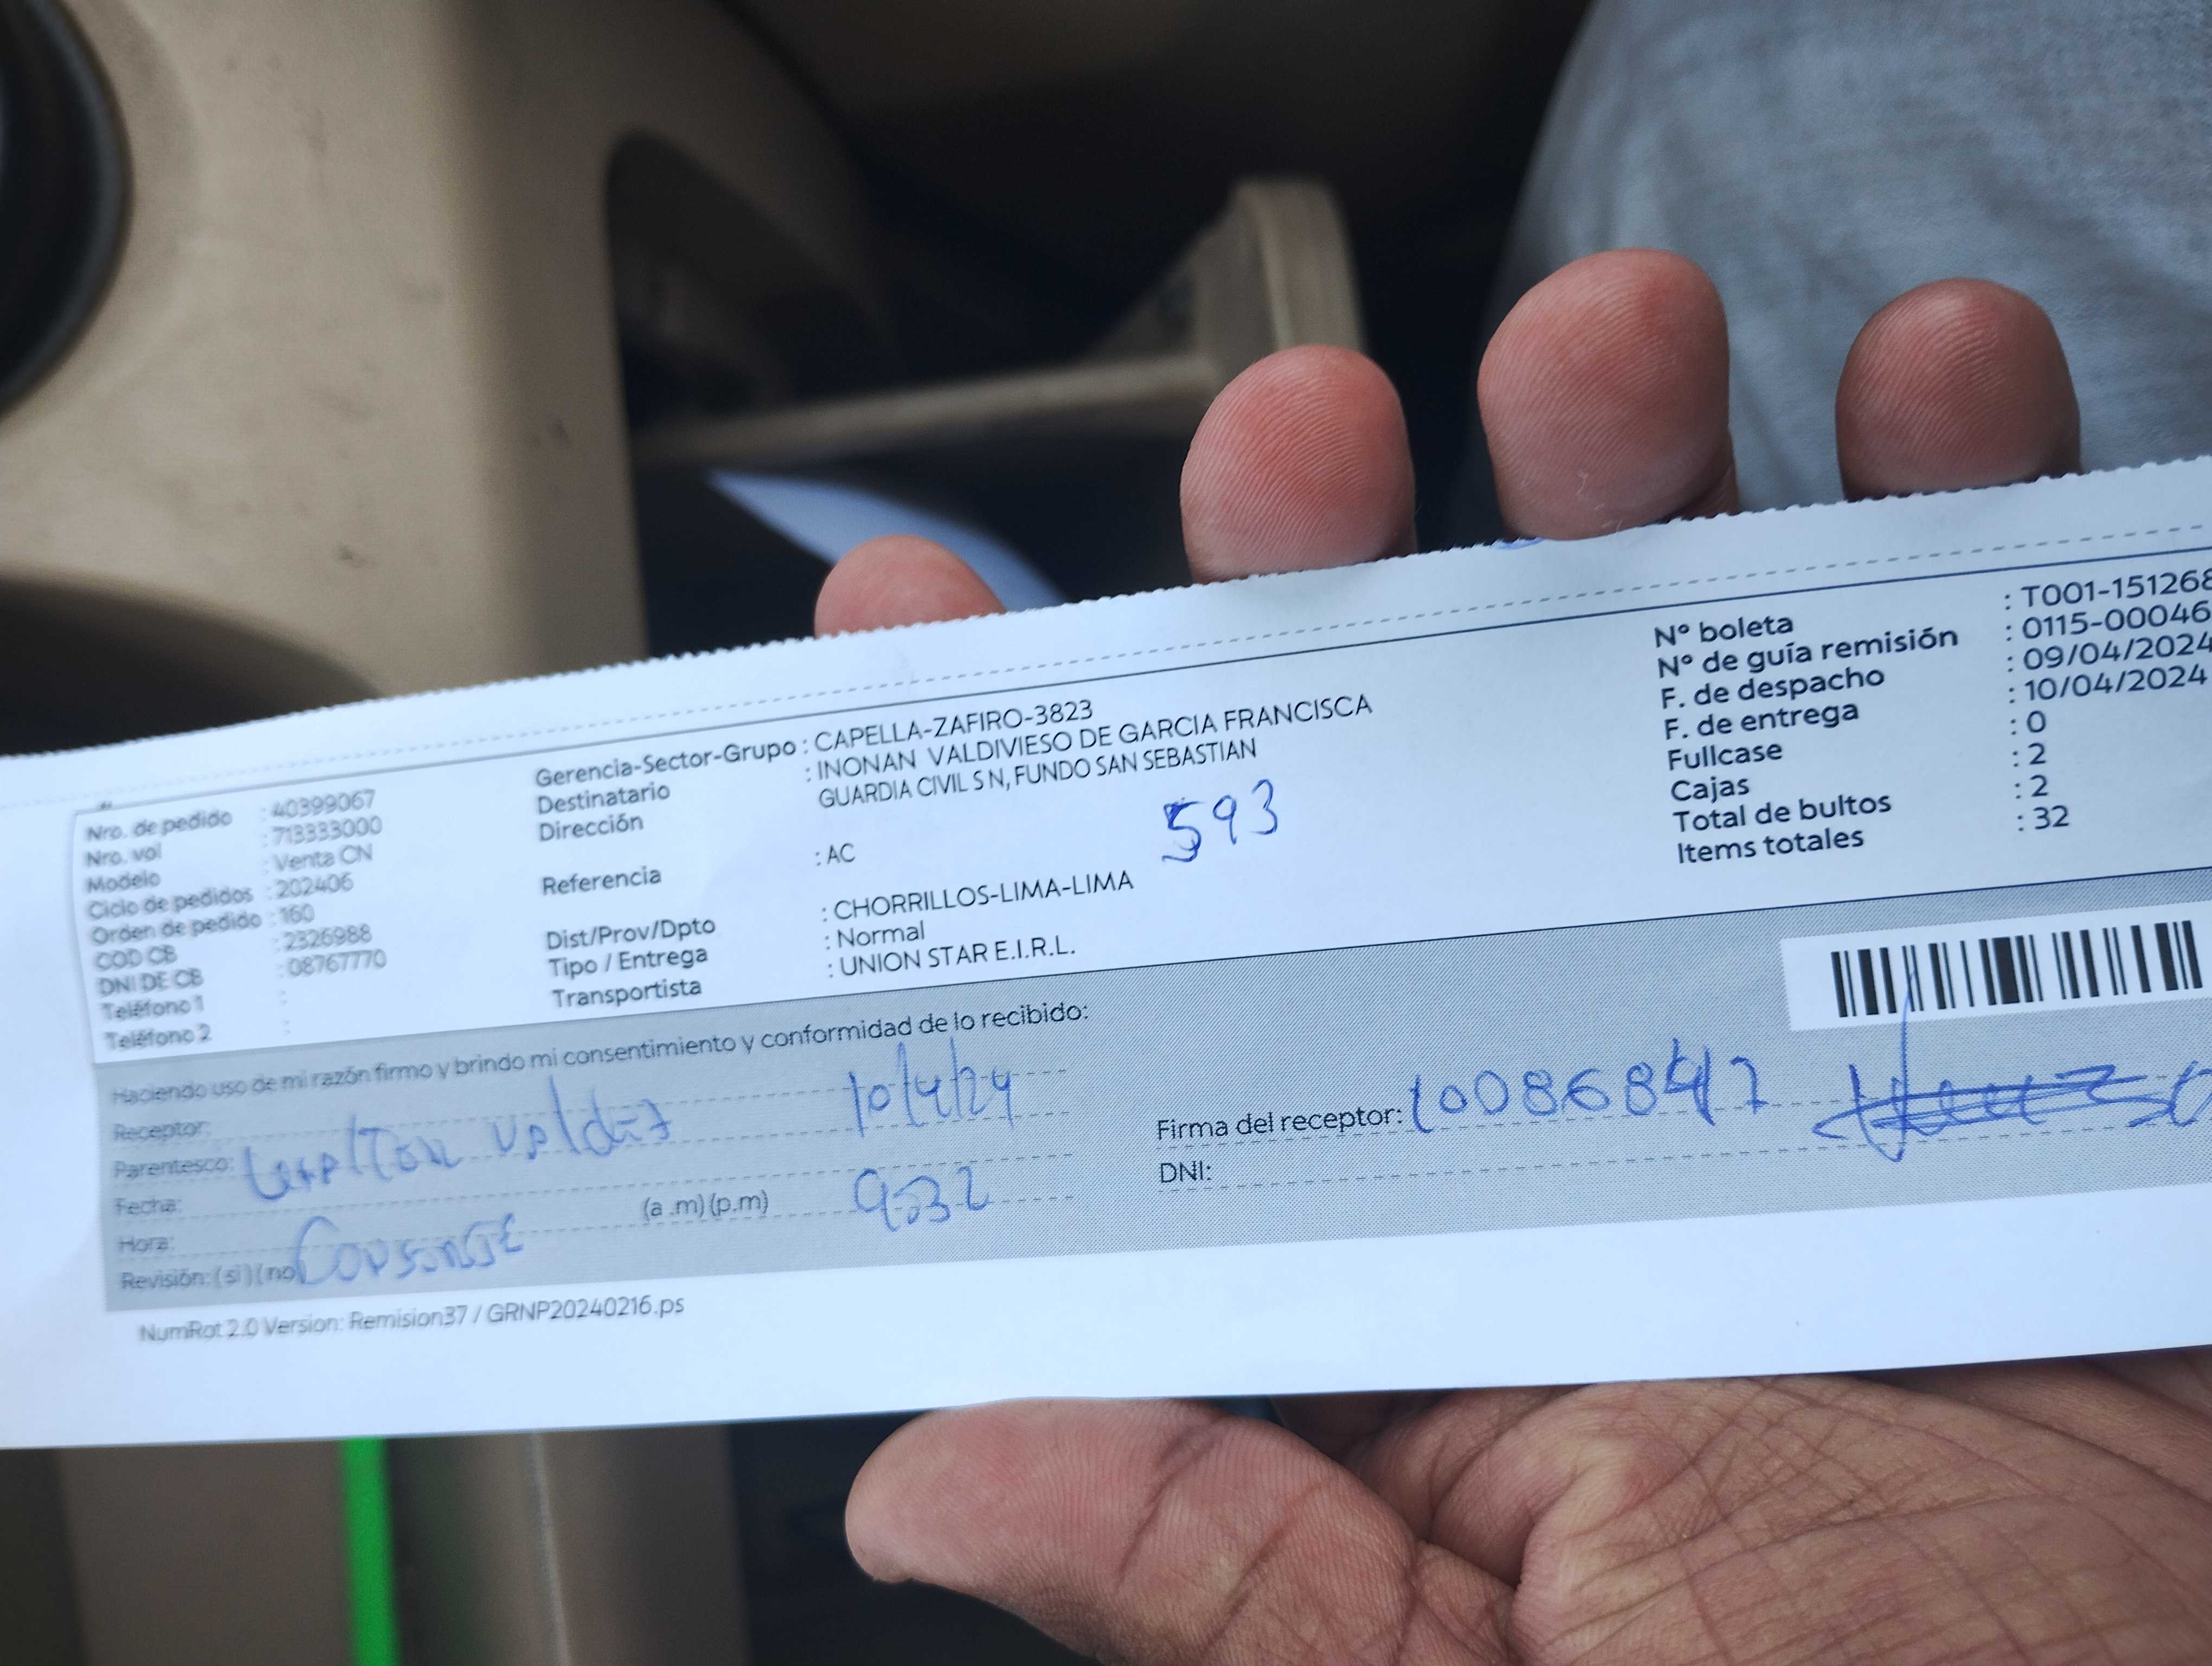 Nro. de pedido : 40399067
Nro. vol : 713333000
Modelo : Venta CN
Ciclo de pedidos : 202406
Orden de pedido : 160
COD CB : 2326988
DNI DE CB : 08767770
Teléfono 1 :
Teléfono 2 :
Gerencia-Sector-Grupo : CAPELLA-ZAFIRO-3823
Destinatario : INONAN VALDIVIESO DE GARCIA FRANCISCA
Dirección GUARDIA CIVIL S N, FUNDO SAN SEBASTIAN
593
Referencia : AC
Dist/Prov/Dpto : CHORRILLOS-LIMA-LIMA
Tipo / Entrega : Normal
Transportista : UNION STAR E.I.R.L.
N° boleta : T001-151268
N° de guía remisión : 0115-00046
F. de despacho : 09/04/2024
F. de entrega : 10/04/2024
Fullcase : 0
Cajas : 2
Total de bultos : 2
Items totales : 32
Haciendo uso de mi razón firmo y brindo mi consentimiento y conformidad de lo recibido:
Receptor:
Parentesco:
Fecha: 10/4/24
Hora: (a.m)(p.m) 9:32
Revisión: (si)(no)
Firma del receptor: 10086847
DNI:
NumRot 2.0 Version: Remision37 / GRNP20240216.ps